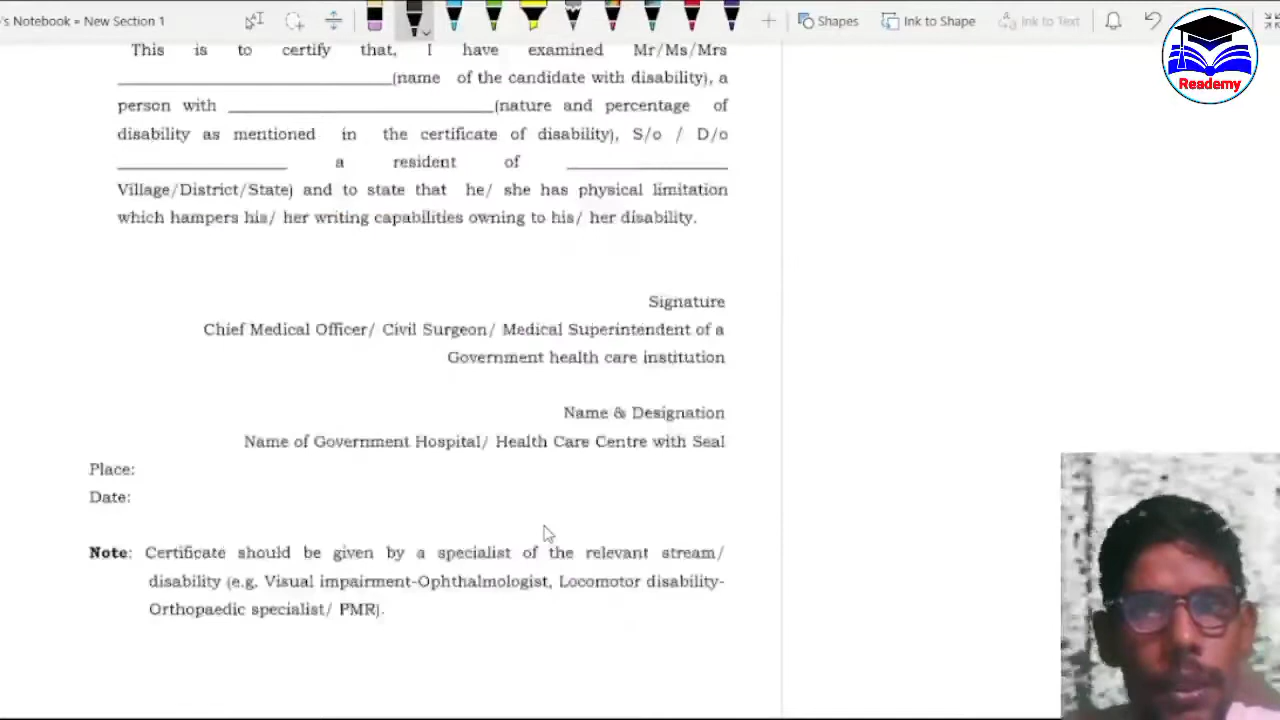 's Notebook » New Section 1
Shapes
Ink to Shape
Ink to Text
Reademy
This is to certify that, I have examined Mr/Ms/Mrs
______________________________(name of the candidate with disability), a
person with _____________________________(nature and percentage of
disability as mentioned in the certificate of disability), S/o / D/o
___________________ a resident of __________________
Village/District/State) and to state that he/ she has physical limitation
which hampers his/ her writing capabilities owning to his/ her disability.
Signature
Chief Medical Officer/ Civil Surgeon/ Medical Superintendent of a
Government health care institution
Name & Designation
Name of Government Hospital/ Health Care Centre with Seal
Place:
Date:
Note: Certificate should be given by a specialist of the relevant stream/
disability (e.g. Visual impairment-Ophthalmologist, Locomotor disability-
Orthopaedic specialist/ PMR).